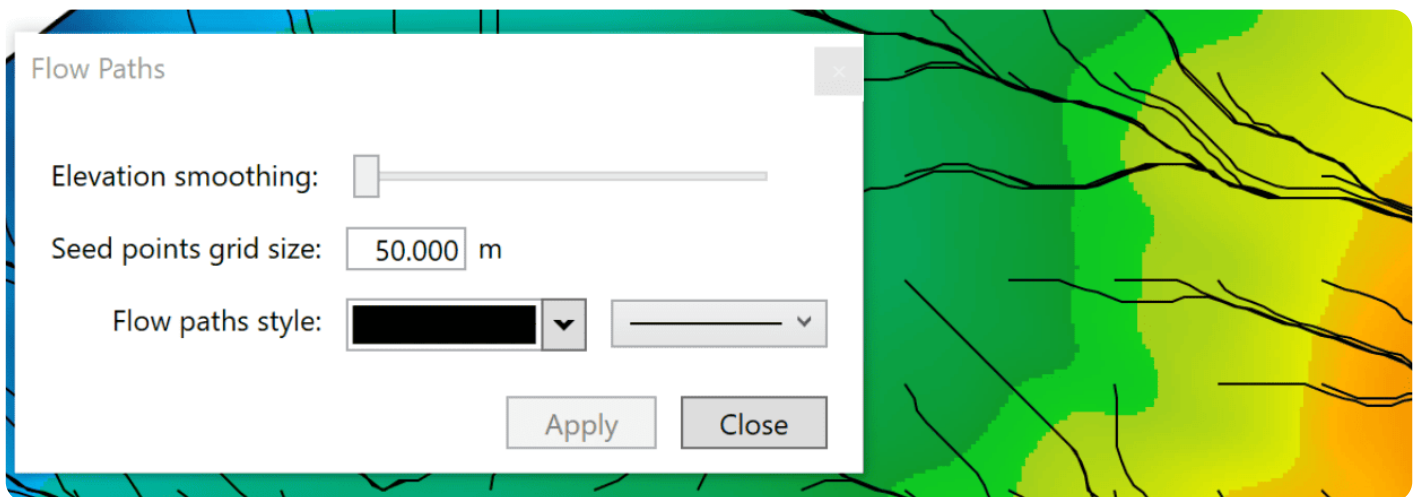 Flow Paths
Elevation smoothing:
Seed points grid size: 50.000 m
Flow paths style:
Apply Close